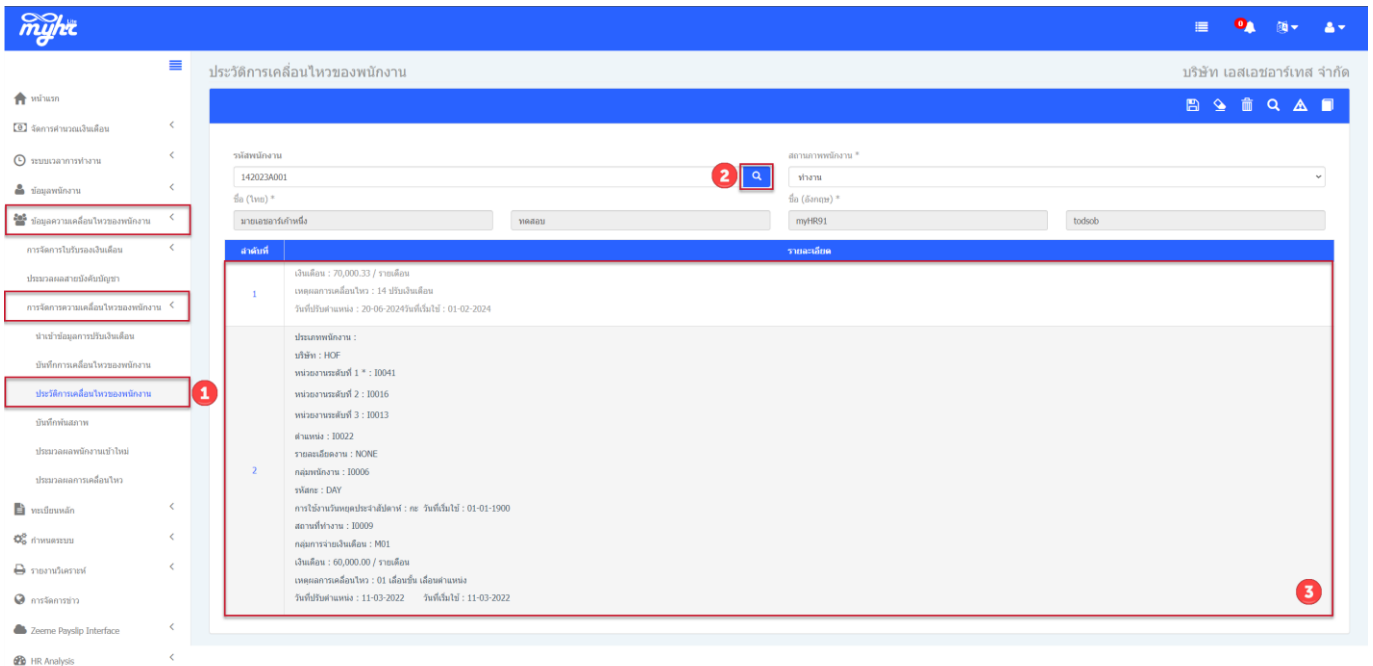 myhr Lite
0
ประวัติการเคลื่อนไหวของพนักงาน
บริษัท เอสเอชอาร์เทส จำกัด
หน้าแรก
จัดการคำนวณเงินเดือน
ระบบเวลาการทำงาน
ข้อมูลพนักงาน
ข้อมูลความเคลื่อนไหวของพนักงาน
การจัดการใบรับรองเงินเดือน
ประมวลผลสายบังคับบัญชา
การจัดการความเคลื่อนไหวของพนักงาน
นำเข้าข้อมูลการปรับเงินเดือน
บันทึกการเคลื่อนไหวของพนักงาน
ประวัติการเคลื่อนไหวของพนักงาน
1
บันทึกพ้นสภาพ
ประมวลผลพนักงานเข้าใหม่
ประมวลผลการเคลื่อนไหว
ทะเบียนหลัก
กำหนดระบบ
รายงานวิเคราะห์
การจัดการข่าว
Zeeme Payslip Interface
HR Analysis
รหัสพนักงาน
สถานภาพพนักงาน *
142023A001
2
ทำงาน
ชื่อ (ไทย) *
ชื่อ (อังกฤษ) *
นายเอชอาร์เก้าหนึ่ง
ทดสอบ
myHR91
todsob
ลำดับที่
รายละเอียด
1
เงินเดือน : 70,000.33 / รายเดือน
เหตุผลการเคลื่อนไหว : 14 ปรับเงินเดือน
วันที่ปรับตำแหน่ง : 20-06-2024วันที่เริ่มใช้ : 01-02-2024
2
ประเภทพนักงาน :
บริษัท : HOF
หน่วยงานระดับที่ 1 * : I0041
หน่วยงานระดับที่ 2 : I0016
หน่วยงานระดับที่ 3 : I0013
ตำแหน่ง : I0022
รายละเอียดงาน : NONE
กลุ่มพนักงาน : I0006
รหัสกะ : DAY
การใช้งานวันหยุดประจำสัปดาห์ : กะ วันที่เริ่มใช้ : 01-01-1900
สถานที่ทำงาน : I0009
กลุ่มการจ่ายเงินเดือน : M01
เงินเดือน : 60,000.00 / รายเดือน
เหตุผลการเคลื่อนไหว : 01 เลื่อนขั้น เลื่อนตำแหน่ง
วันที่ปรับตำแหน่ง : 11-03-2022 วันที่เริ่มใช้ : 11-03-2022
3